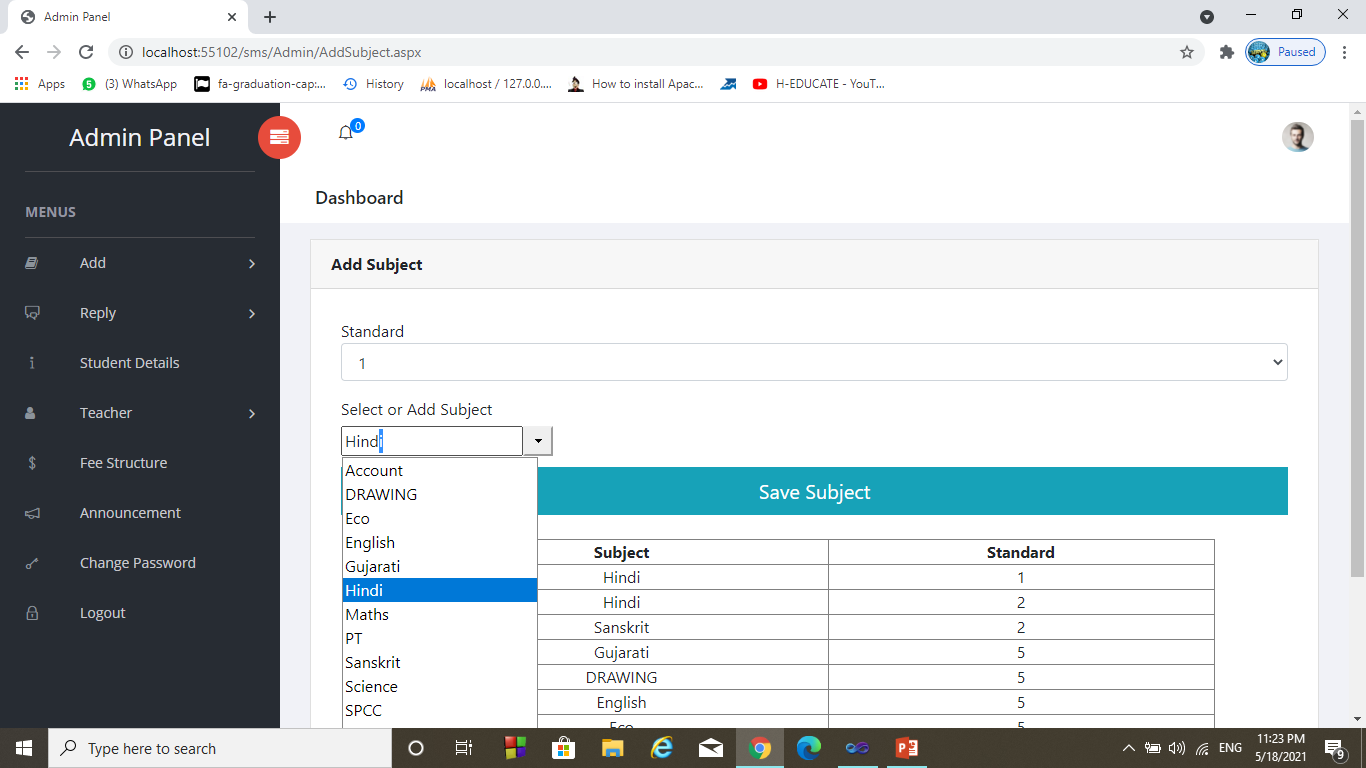 Admin Panel
localhost:55102/sms/Admin/AddSubject.aspx
Paused
Apps
5
(3) WhatsApp
fa-graduation-cap:...
History
PMA
localhost / 127.0.0....
How to install Apac...
H-EDUCATE - YouT...
Admin Panel
0
Dashboard
MENUS
Add
Reply
Student Details
Teacher
Fee Structure
Announcement
Change Password
Logout
Add Subject
Standard
1
Select or Add Subject
Hindi
Account
DRAWING
Eco
English
Gujarati
Hindi
Maths
PT
Sanskrit
Science
SPCC
Save Subject
Subject Standard
Hindi 1
Hindi 2
Sanskrit 2
Gujarati 5
DRAWING 5
English 5
Eco 5
Type here to search
ENG
11:23 PM
5/18/2021
9